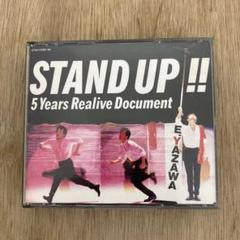 STAND UP !!
5 Years Realive Document
E.YAZAWA